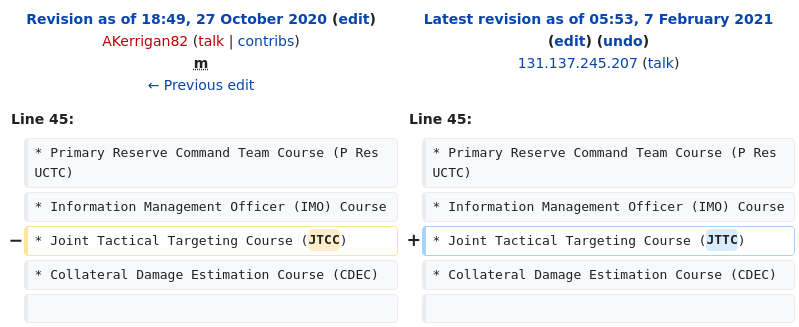 Revision as of 18:49, 27 October 2020 (edit)
AKerrigan82 (talk | contribs)
m
← Previous edit
Latest revision as of 05:53, 7 February 2021
(edit) (undo)
131.137.245.207 (talk)
Line 45:
Line 45:
* Primary Reserve Command Team Course (P Res
UCTC)
* Primary Reserve Command Team Course (P Res
UCTC)
* Information Management Officer (IMO) Course
* Information Management Officer (IMO) Course
− * Joint Tactical Targeting Course (JTCC)
+ * Joint Tactical Targeting Course (JTTC)
* Collateral Damage Estimation Course (CDEC)
* Collateral Damage Estimation Course (CDEC)